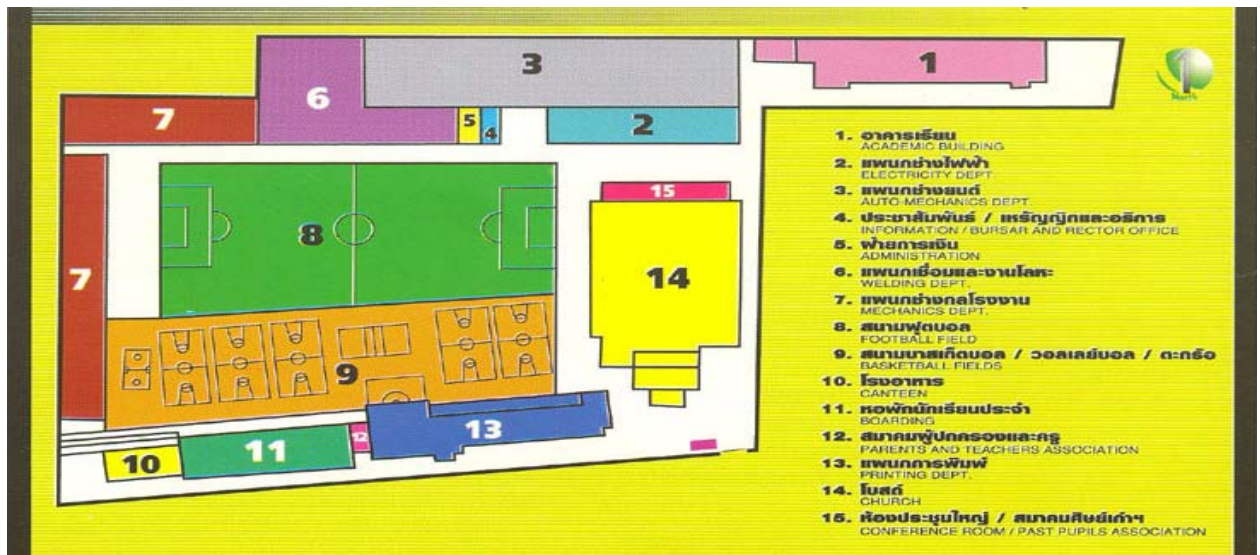 3
1
6
7
5
4
2
15
8
14
7
9
13
12
11
10
North
1. อาคารเรียน
ACADEMIC BUILDING
2. แผนกช่างไฟฟ้า
ELECTRICITY DEPT.
3. แผนกช่างยนต์
AUTO-MECHANICS DEPT.
4. ประชาสัมพันธ์ / เหรัญญิกและอธิการ
INFORMATION / BURSAR AND RECTOR OFFICE
5. ฝ่ายการเงิน
ADMINISTRATION
6. แผนกเชื่อมและงานโลหะ
WELDING DEPT.
7. แผนกช่างกลโรงงาน
MECHANICS DEPT.
8. สนามฟุตบอล
FOOTBALL FIELD
9. สนามบาสเก็ตบอล / วอลเลย์บอล / ตะกร้อ
BASKETBALL FIELDS
10. โรงอาหาร
CANTEEN
11. หอพักนักเรียนประจำ
BOARDING
12. สมาคมผู้ปกครองและครู
PARENTS AND TEACHERS ASSOCIATION
13. แผนกการพิมพ์
PRINTING DEPT.
14. โบสถ์
CHURCH
15. ห้องประชุมใหญ่ / สมาคมศิษย์เก่าฯ
CONFERENCE ROOM / PAST PUPILS ASSOCIATION